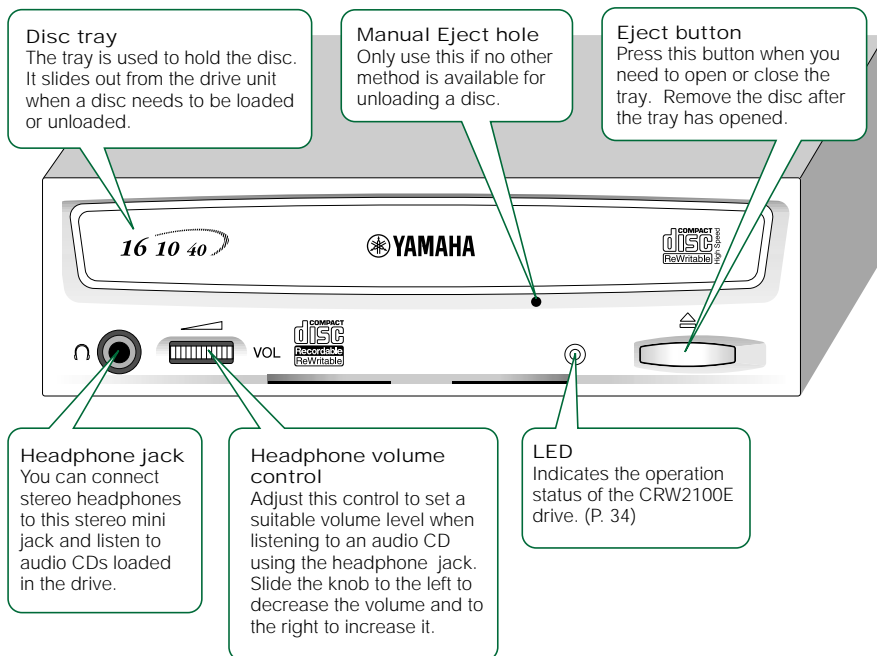 Disc tray
The tray is used to hold the disc.
It slides out from the drive unit
when a disc needs to be loaded
or unloaded.
Manual Eject hole
Only use this if no other
method is available for
unloading a disc.
Eject button
Press this button when you
need to open or close the
tray. Remove the disc after
the tray has opened.
16 10 40
YAMAHA
COMPACT
disc
ReWritable
High Speed
VOL
COMPACT
disc
Recordable
ReWritable
Headphone jack
You can connect
stereo headphones
to this stereo mini
jack and listen to
audio CDs loaded
in the drive.
Headphone volume
control
Adjust this control to set a
suitable volume level when
listening to an audio CD
using the headphone jack.
Slide the knob to the left to
decrease the volume and to
the right to increase it.
LED
Indicates the operation
status of the CRW2100E
drive. (P. 34)